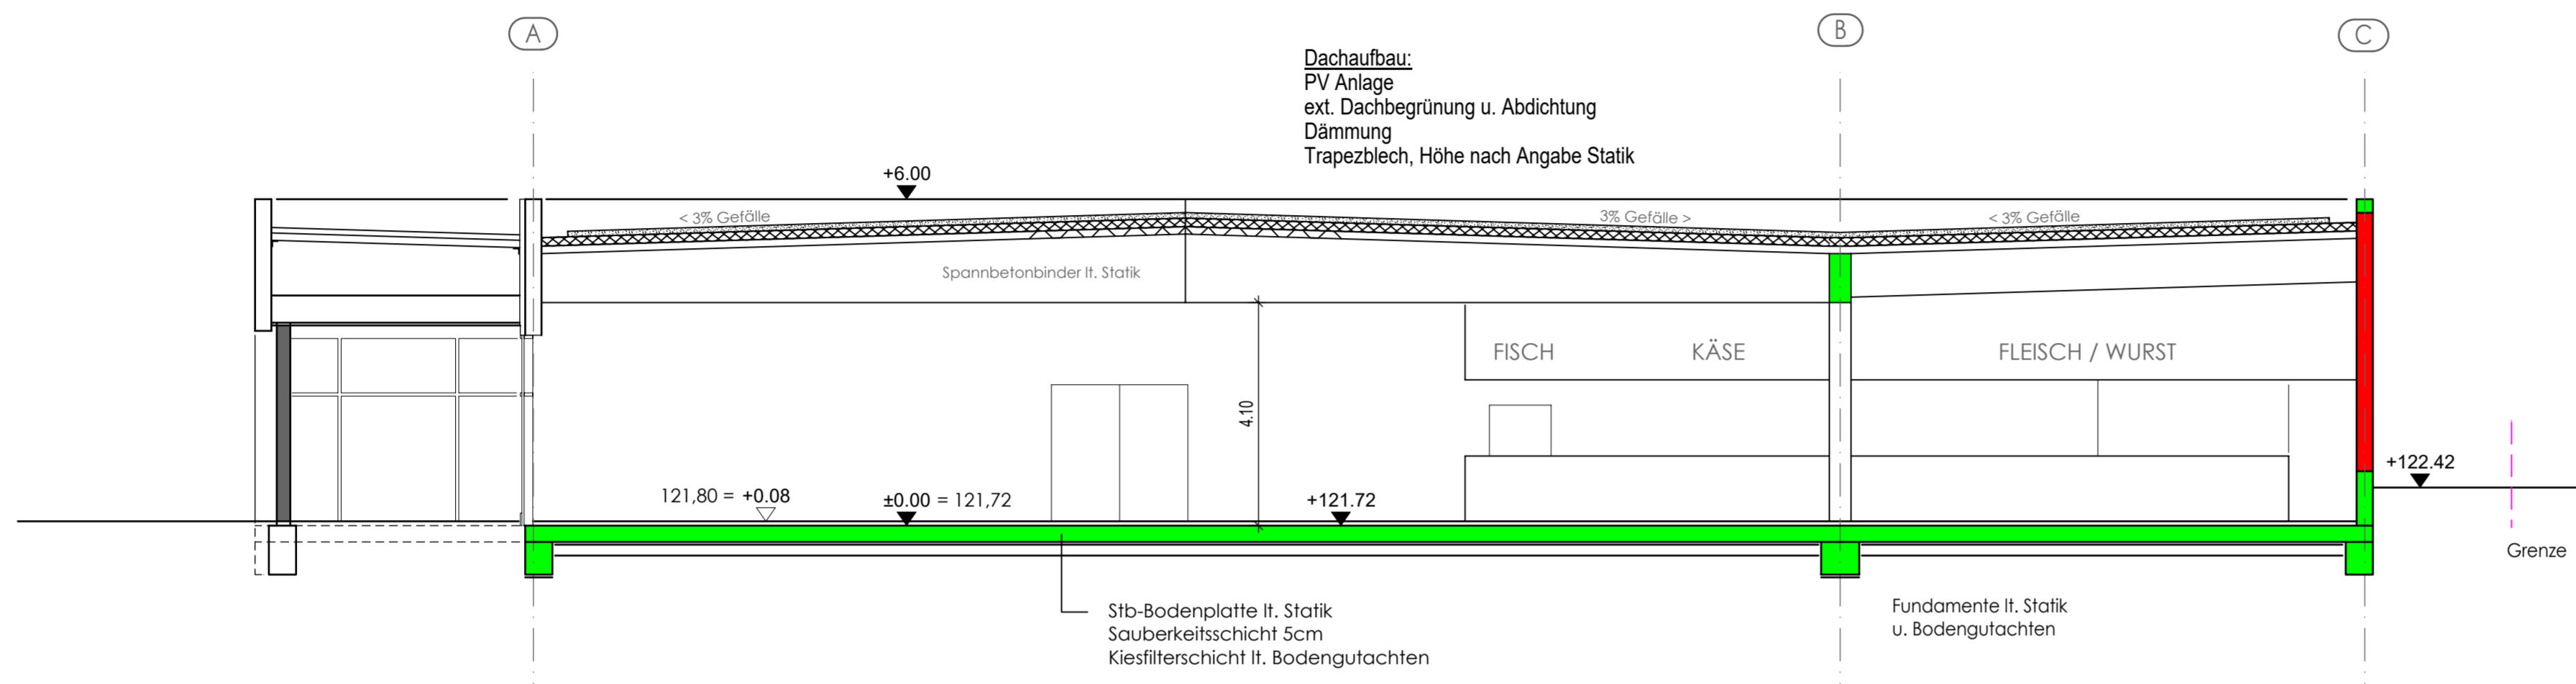 A
B
C
Dachaufbau:
PV Anlage
ext. Dachbegrünung u. Abdichtung
Dämmung
Trapezblech, Höhe nach Angabe Statik
+6.00
< 3% Gefälle
3% Gefälle >
< 3% Gefälle
Spannbetonbinder lt. Statik
FISCH
KÄSE
FLEISCH / WURST
4.10
+122.42
121,80 = +0.08
±0.00 = 121,72
+121.72
Grenze
Stb-Bodenplatte lt. Statik
Sauberkeitsschicht 5cm
Kiesfilterschicht lt. Bodengutachten
Fundamente lt. Statik
u. Bodengutachten